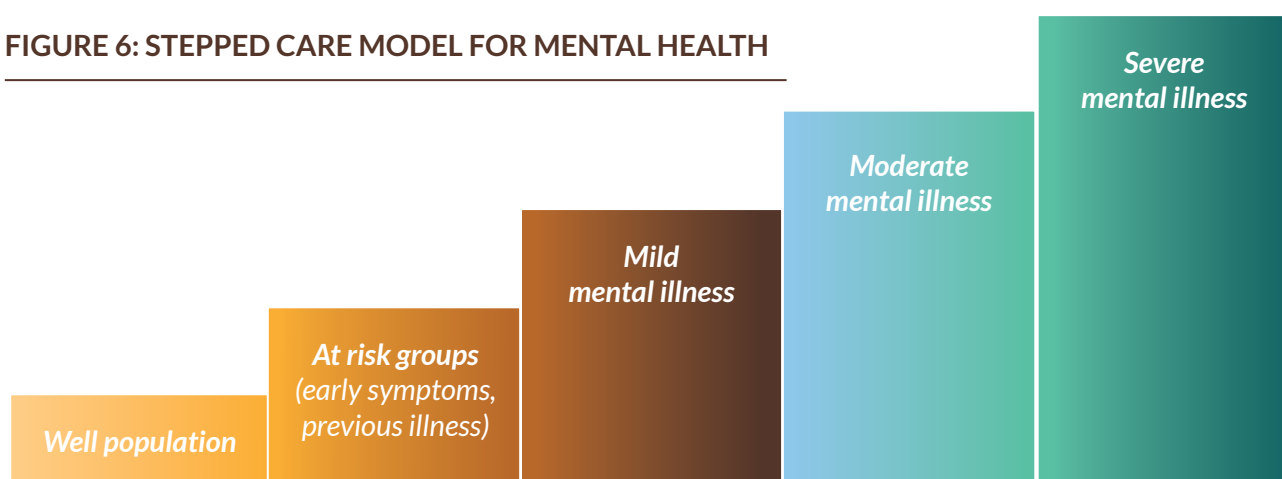 FIGURE 6: STEPPED CARE MODEL FOR MENTAL HEALTH
Well population
At risk groups
(early symptoms,
previous illness)
Mild
mental illness
Moderate
mental illness
Severe
mental illness